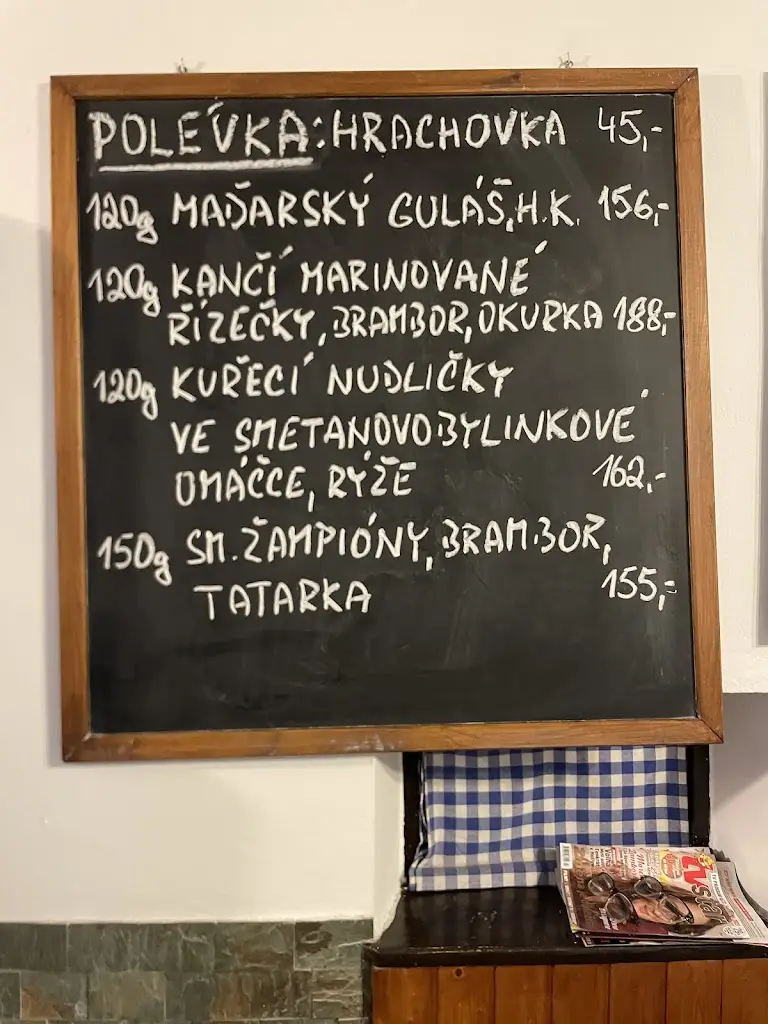 POLÉVKA: HRACHOVKA 45,-
120g MAĎARSKÝ GULÁŠ, H.K. 156,-
120g KANČÍ MARINOVANÉ
ŘÍZEČKY, BRAMBOR, OKURKA 188,-
120g KUŘECÍ NUDLIČKY
VE SMETANOVOBYLINKOVÉ
OMÁČCE, RÝŽE 162,-
150g SM. ŽAMPIÓNY, BRAMBOR,
TATARKA 155,-
tv